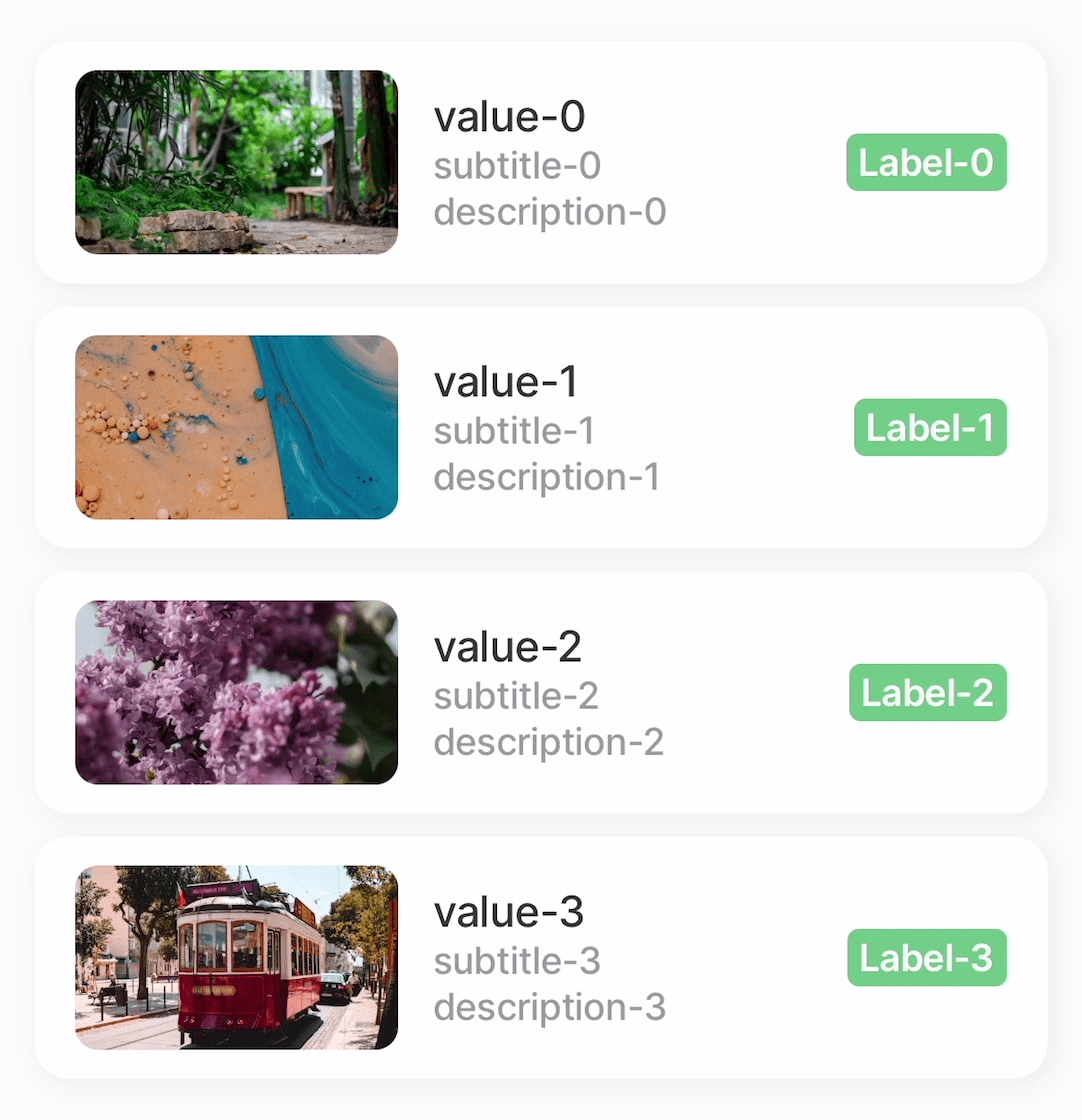 value-0
subtitle-0
description-0
Label-0
value-1
subtitle-1
description-1
Label-1
value-2
subtitle-2
description-2
Label-2
value-3
subtitle-3
description-3
Label-3